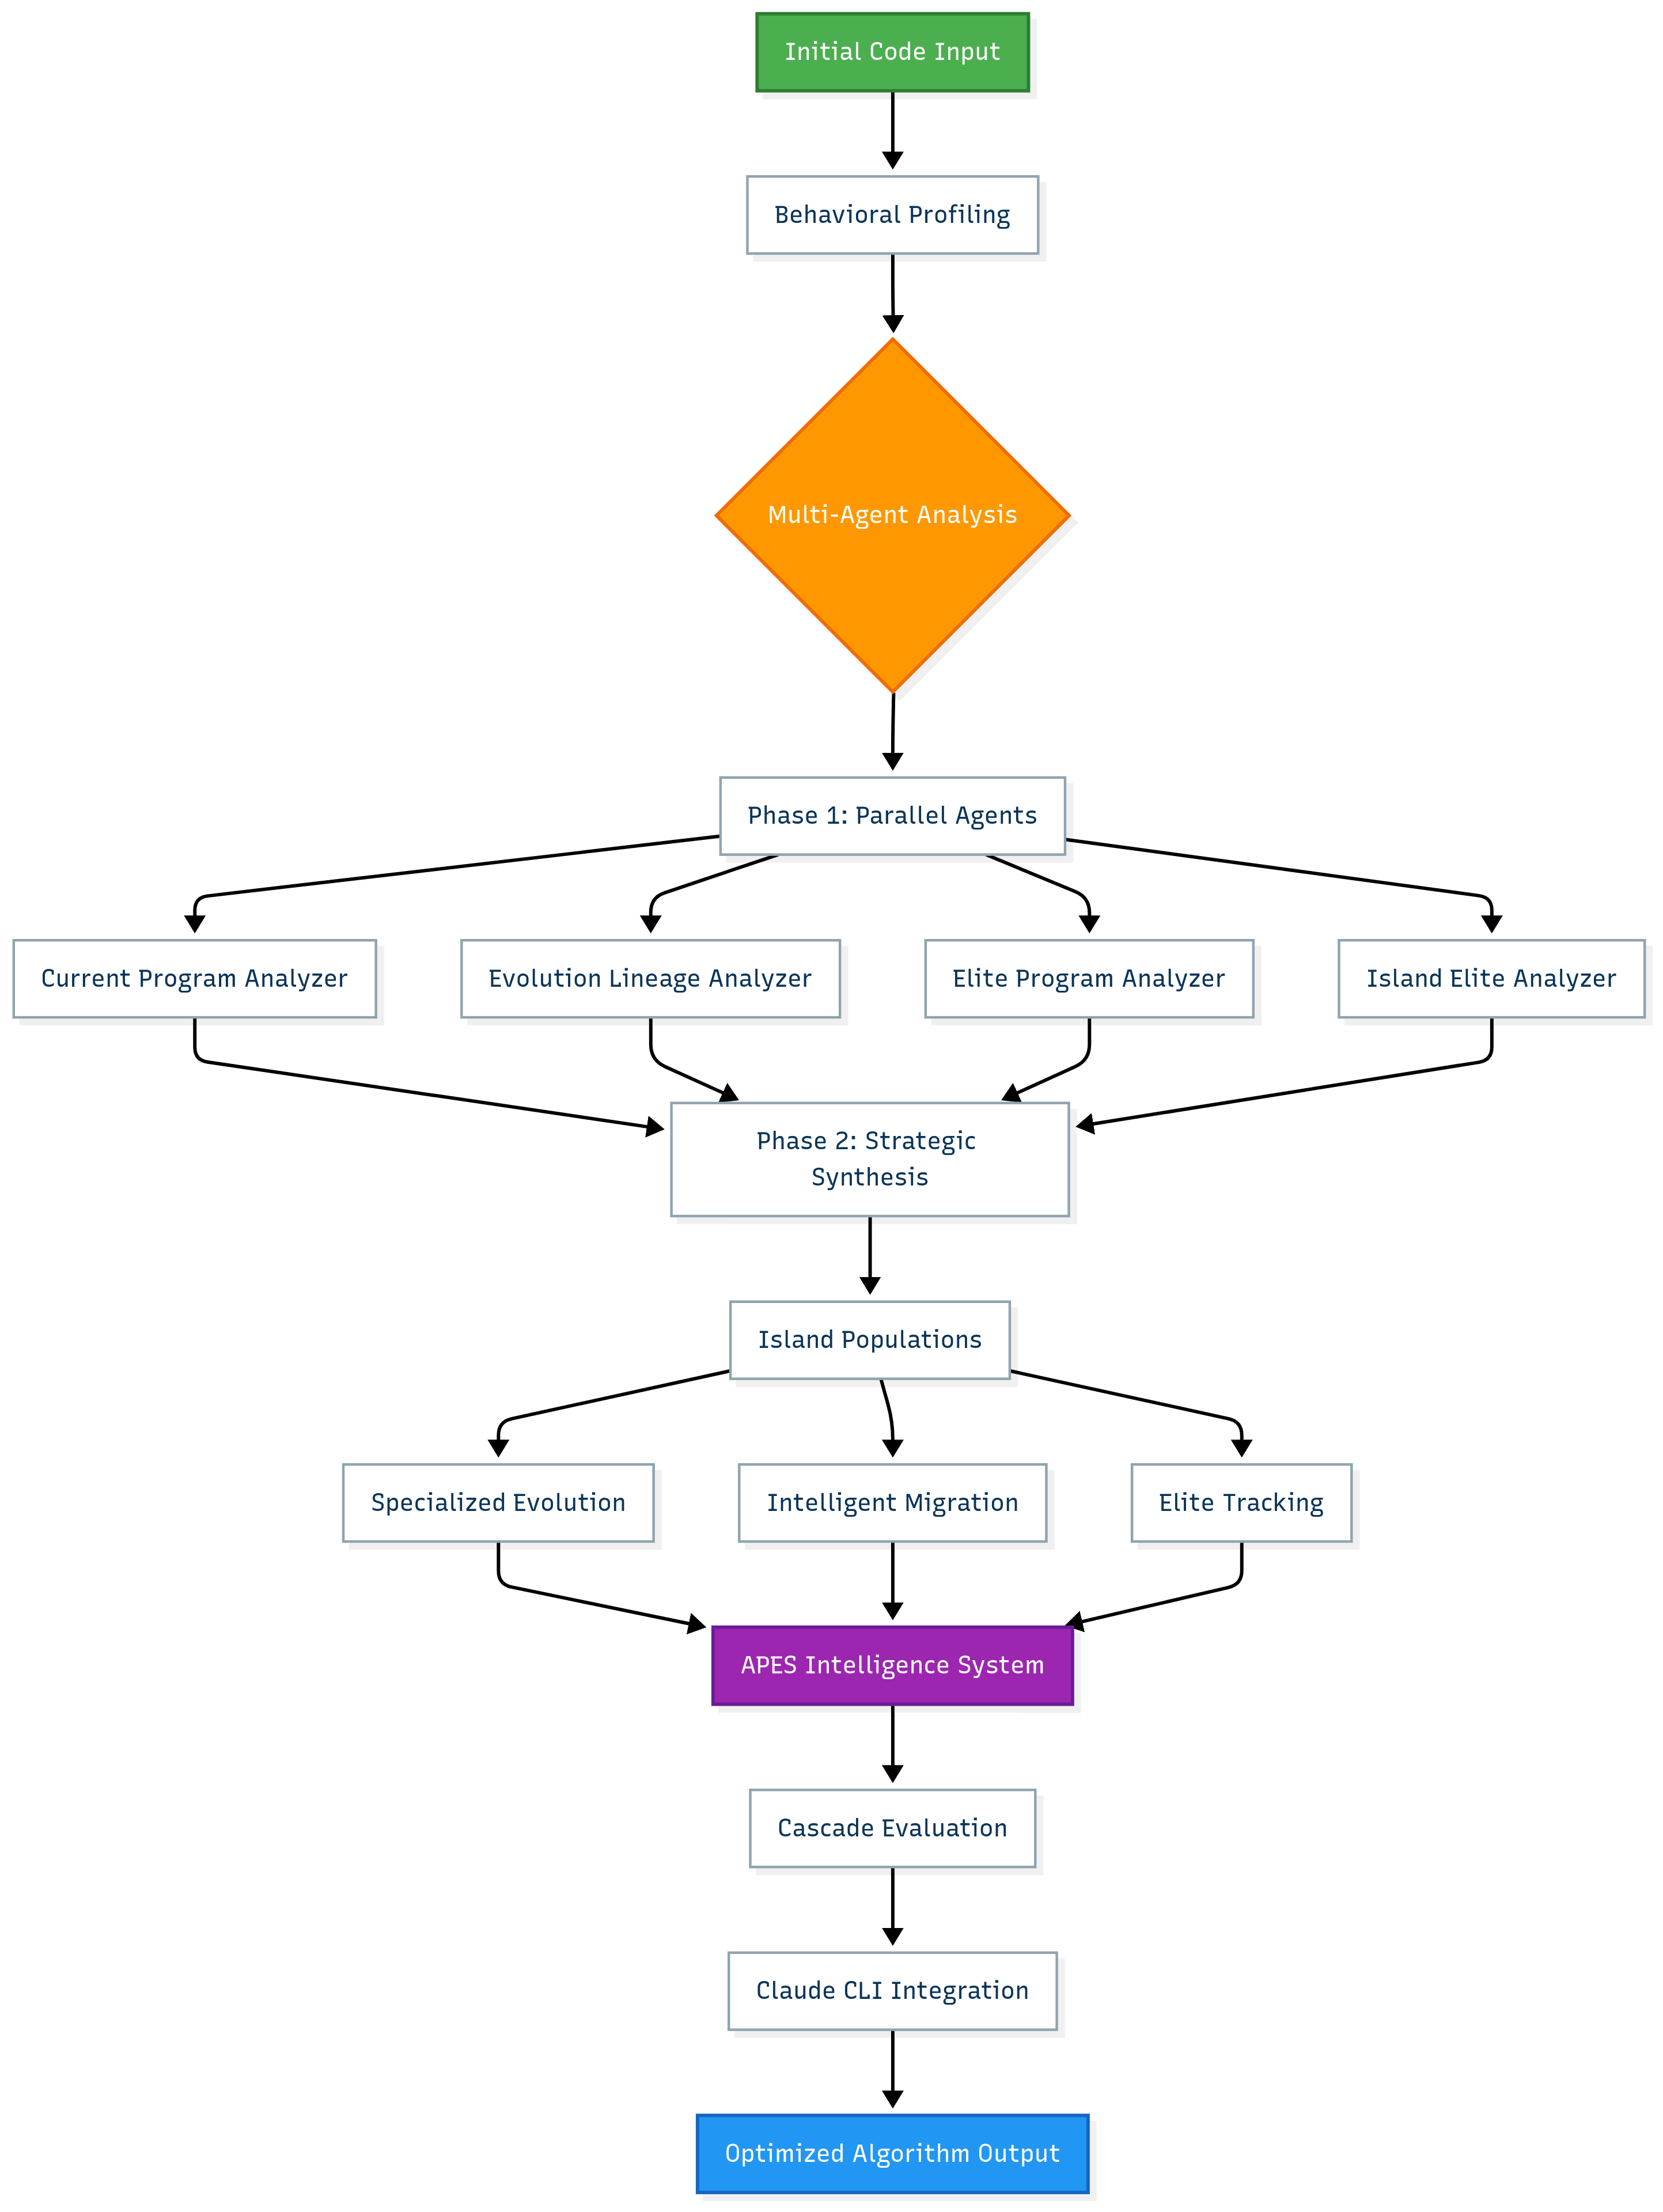 Initial Code Input
Behavioral Profiling
Multi-Agent Analysis
Phase 1: Parallel Agents
Current Program Analyzer
Evolution Lineage Analyzer
Elite Program Analyzer
Island Elite Analyzer
Phase 2: Strategic
Synthesis
Island Populations
Specialized Evolution
Intelligent Migration
Elite Tracking
APES Intelligence System
Cascade Evaluation
Claude CLI Integration
Optimized Algorithm Output